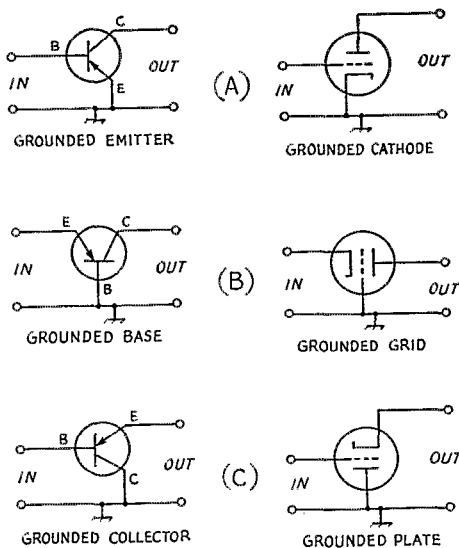 C
B
E
IN
OUT
GROUNDED EMITTER
(A)
IN
OUT
GROUNDED CATHODE
E
C
B
IN
OUT
GROUNDED BASE
(B)
IN
OUT
GROUNDED GRID
E
B
C
IN
OUT
GROUNDED COLLECTOR
(C)
IN
OUT
GROUNDED PLATE